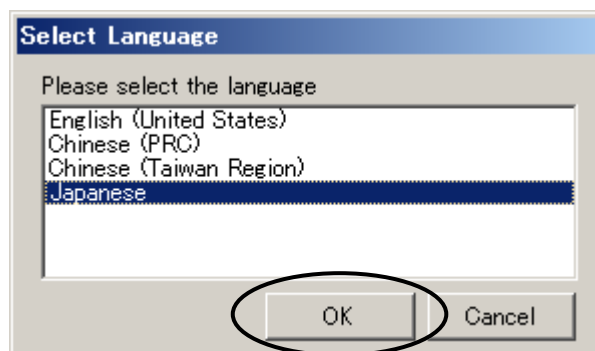 Select Language
Please select the language
English (United States)
Chinese (PRC)
Chinese (Taiwan Region)
Japanese
OK
Cancel